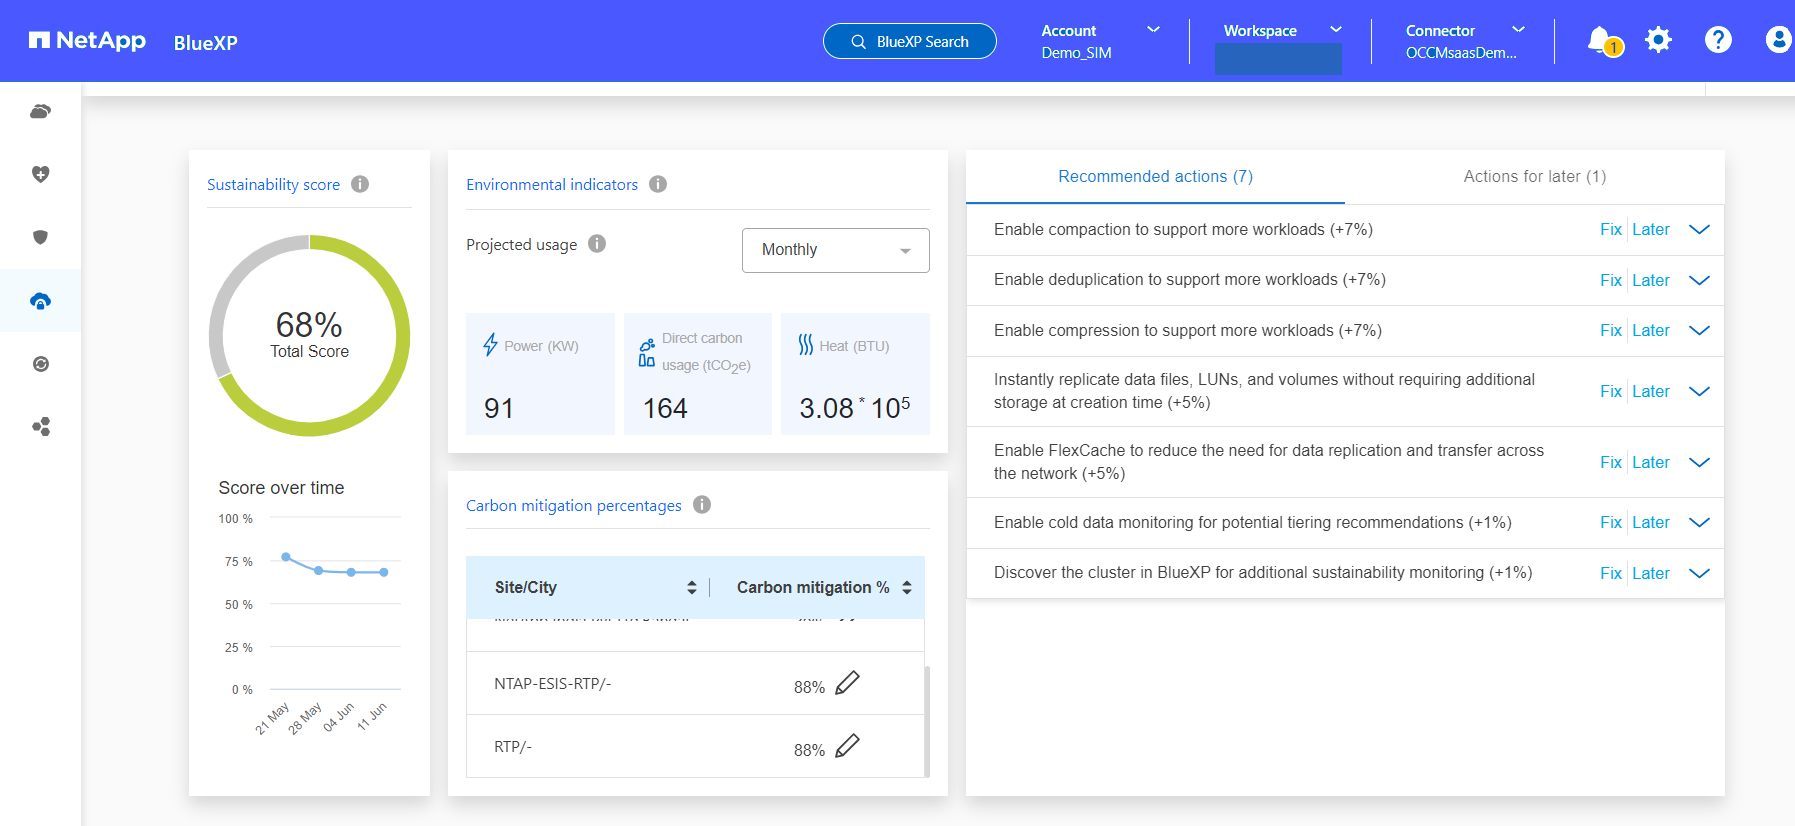 NetApp BlueXP
BlueXP Search
Account
Demo_SIM
Workspace
Connector
OCCMsaasDem...
1
Sustainability score
68%
Total Score
Score over time
100 %
75 %
50 %
25 %
0 %
21 May
28 May
04 Jun
11 Jun
Environmental indicators
Projected usage
Monthly
Power (KW)
91
Direct carbon
usage (tCO2e)
164
Heat (BTU)
3.08 * 10⁵
Carbon mitigation percentages
Site/City
Carbon mitigation %
NTAP-ESIS-RTP/-
88%
RTP/-
88%
Recommended actions (7)
Actions for later (1)
Enable compaction to support more workloads (+7%)
Fix Later
Enable deduplication to support more workloads (+7%)
Fix Later
Enable compression to support more workloads (+7%)
Fix Later
Instantly replicate data files, LUNs, and volumes without requiring additional
storage at creation time (+5%)
Fix Later
Enable FlexCache to reduce the need for data replication and transfer across
the network (+5%)
Fix Later
Enable cold data monitoring for potential tiering recommendations (+1%)
Fix Later
Discover the cluster in BlueXP for additional sustainability monitoring (+1%)
Fix Later